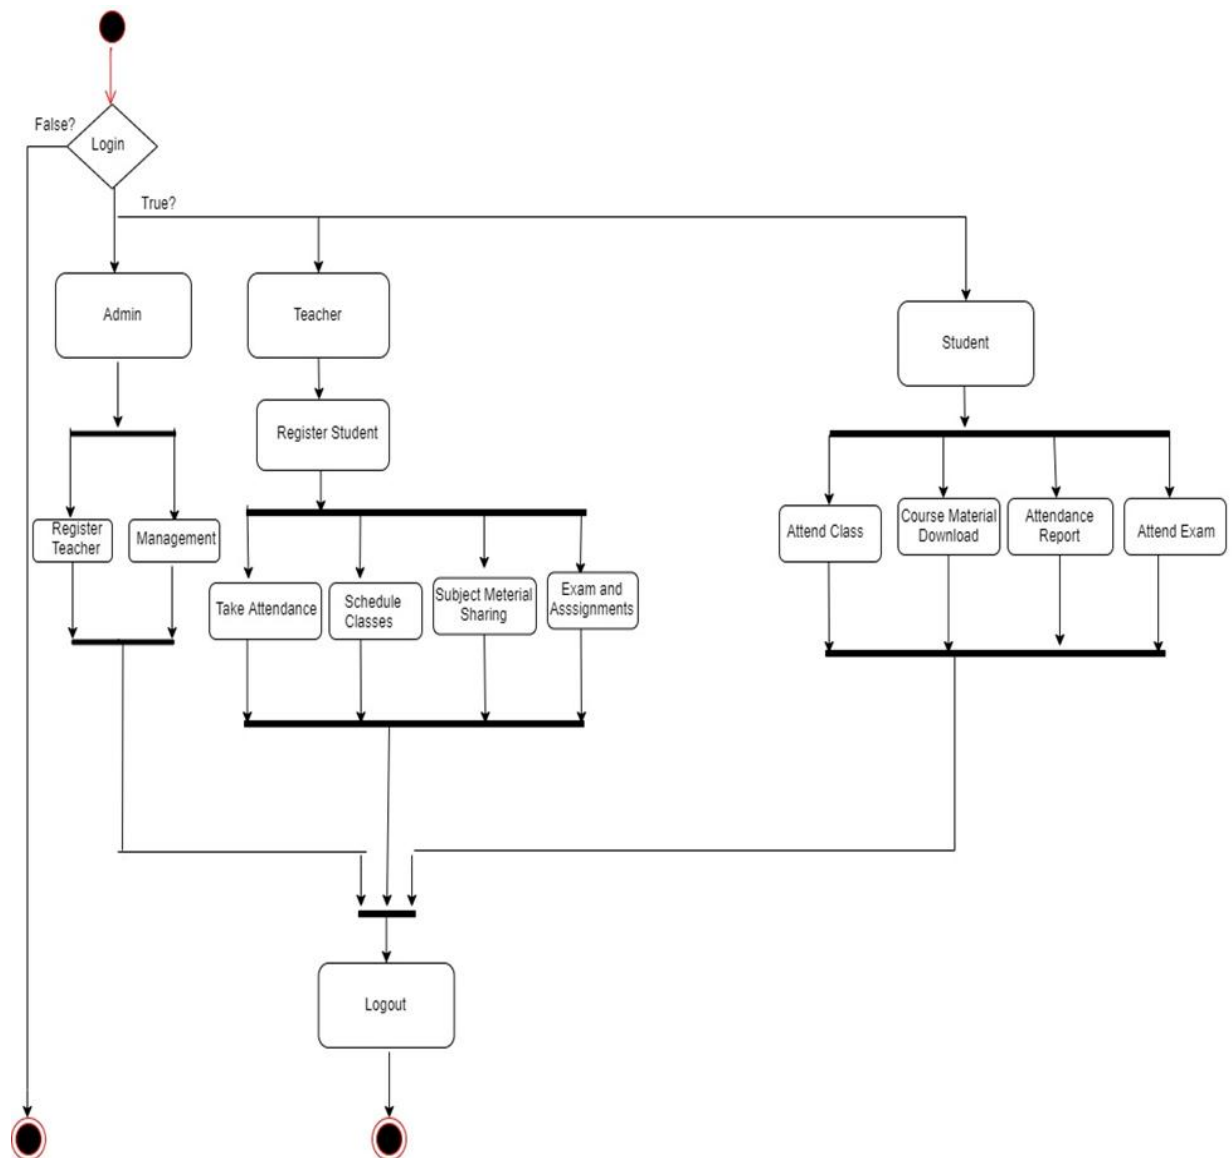 False?
Login
True?
Admin
Teacher
Student
Register Student
Register
Teacher
Management
Take Attendance
Schedule
Classes
Subject Meterial
Sharing
Exam and
Asssignments
Attend Class
Course Material
Download
Attendance
Report
Attend Exam
Logout